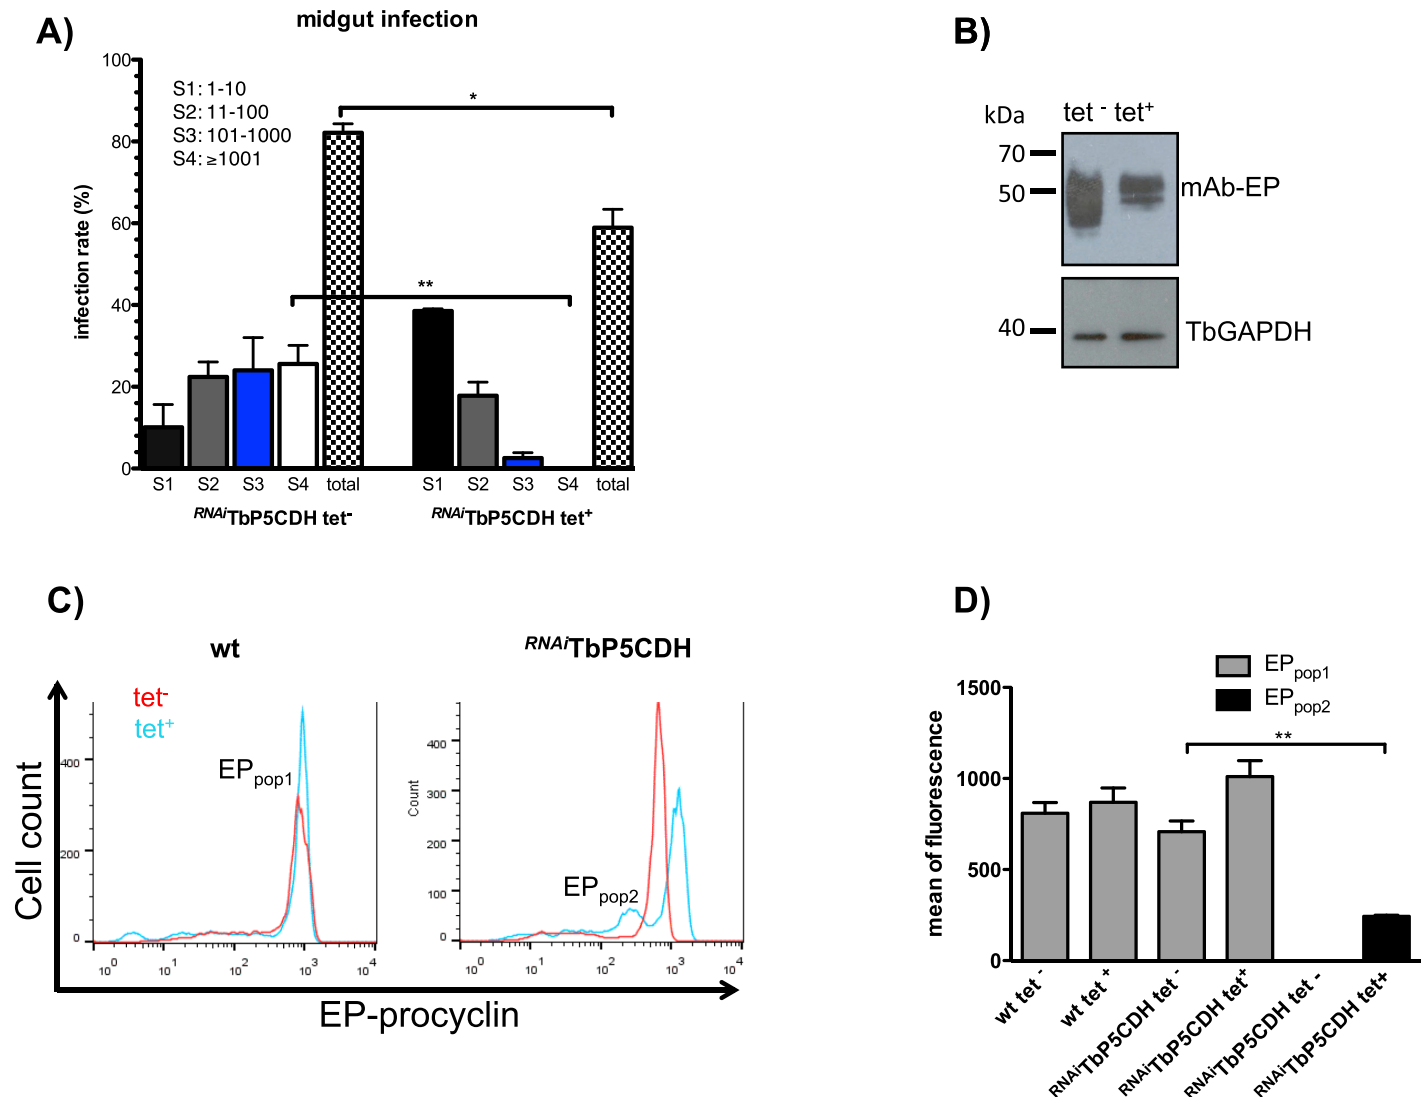 A)
midgut infection
infection rate (%)
100
80
60
40
20
0
S1: 1-10
S2: 11-100
S3: 101-1000
S4: ≥1001
*
**
S1 S2 S3 S4 total S1 S2 S3 S4 total
RNAiTbP5CDH tet- RNAiTbP5CDH tet+
B)
kDa tet - tet+
70
50 mAb-EP
40 TbGAPDH
C)
wt RNAiTbP5CDH
tet-
tet+
EPpop1
400
200
0
10^0 10^1 10^2 10^3 10^4
Count
400
300
200
100
0
EPpop2
10^0 10^1 10^2 10^3 10^4
Cell count
EP-procyclin
D)
EPpop1
EPpop2
mean of fluorescence
1500
1000
500
0
**
wt tet -
wt tet +
RNAiTbP5CDH tet -
RNAiTbP5CDH tet+
RNAiTbP5CDH tet -
RNAiTbP5CDH tet+